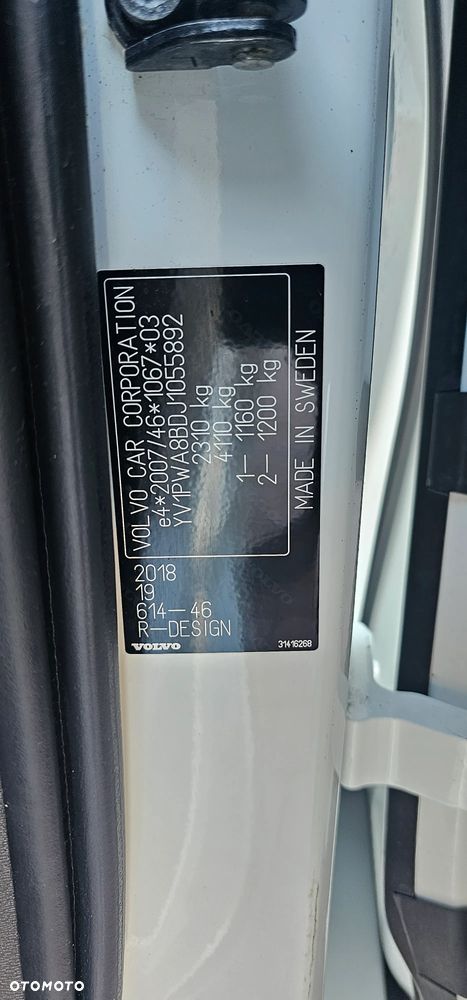 VOLVO CAR CORPORATION
e4*2007/46*1067*03
YV1PWA8BDJ1055892
2310 kg
4110 kg
1— 1160 kg
2— 1200 kg
MADE IN SWEDEN
2018
19
614—46
R—DESIGN
VOLVO
31416268
OTOMOTO
OTOMOTO